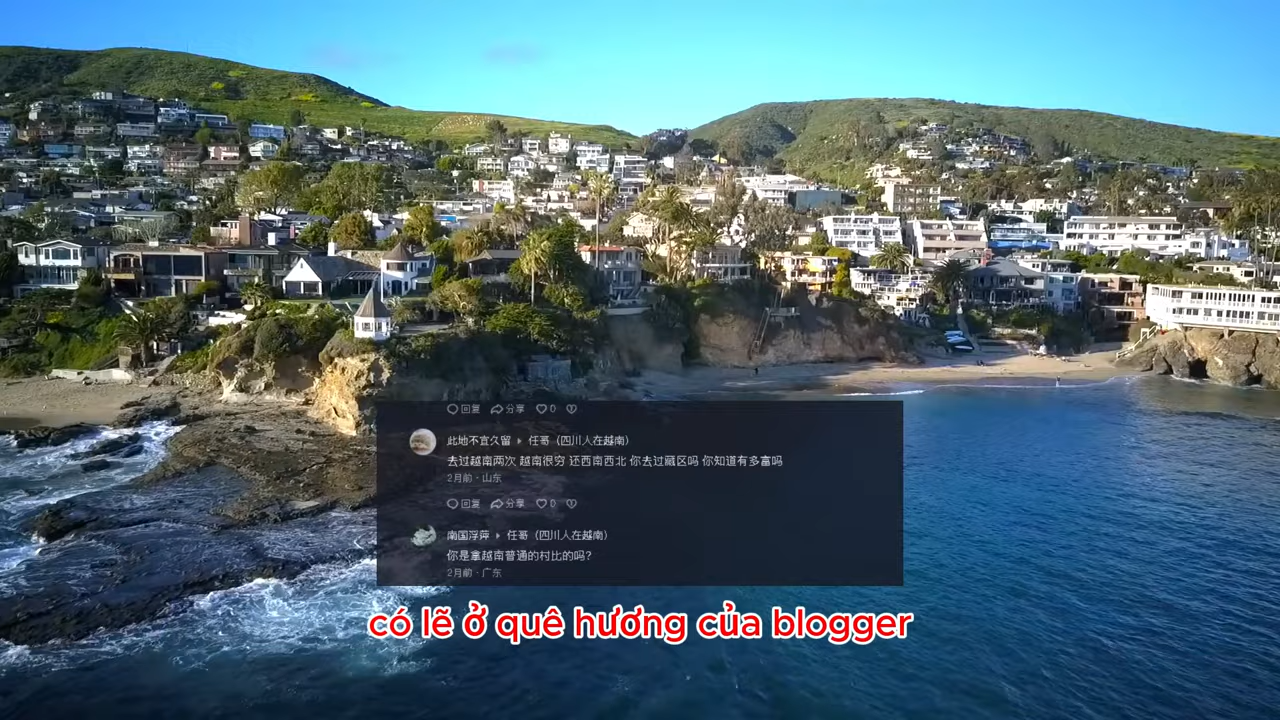 回复 分享 0
此地不宜久留 ▸ 任哥（四川人在越南）
去过越南两次 越南很穷 还西南西北 你去过藏区吗 你知道有多富吗
2月前 · 山东
回复 分享 0
南国浮萍 ▸ 任哥（四川人在越南）
你是拿越南普通的村比的吗?
2月前 · 广东
có lẽ ở quê hương của blogger